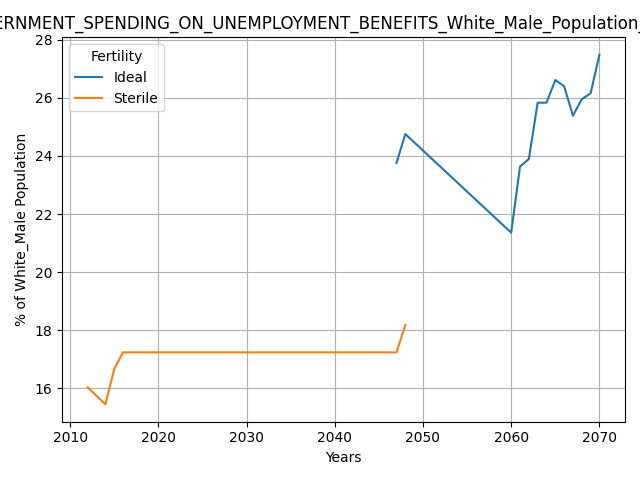 ERNMENT_SPENDING_ON_UNEMPLOYMENT_BENEFITS_White_Male_Population_
Fertility
Ideal
Sterile
28
26
24
22
20
18
16
% of White_Male Population
2010 2020 2030 2040 2050 2060 2070
Years